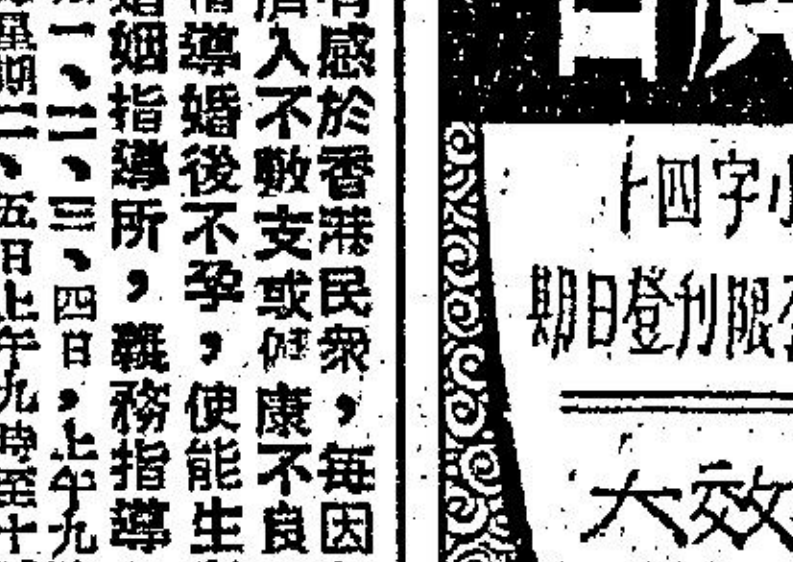 小字四十
限刊登日期
效大
感於香港民衆，每因
入不敷支或健康不良
導婚後不孕，使能生
姻指導所，義務指導
一、二、三、四日，上午九
星期二、五日上午九時至十